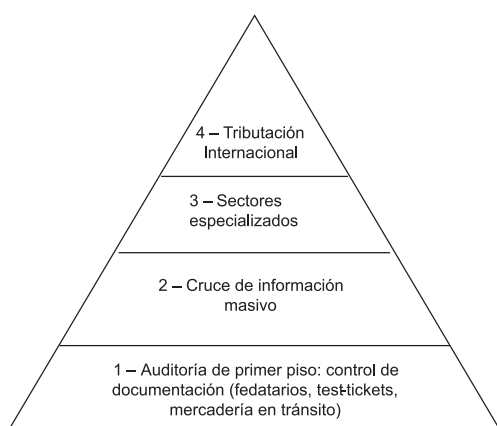 4 – Tributación
Internacional
3 – Sectores
especializados
2 – Cruce de información
masivo
1 – Auditoría de primer piso: control de
documentación (fedatarios, test-tickets,
mercadería en tránsito)